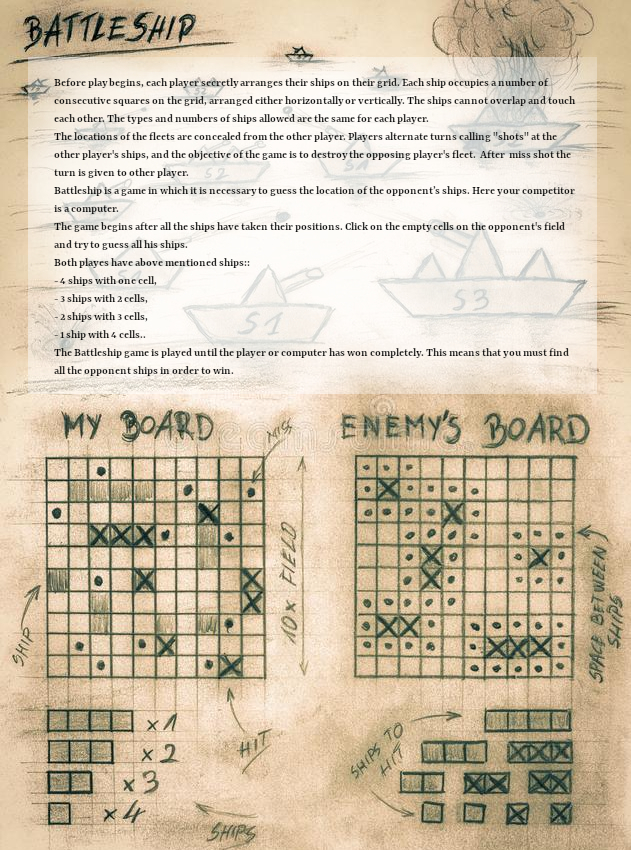 BATTLESHIP
Before play begins, each player secretly arranges their ships on their grid. Each ship occupies a number of
consecutive squares on the grid, arranged either horizontally or vertically. The ships cannot overlap and touch
each other. The types and numbers of ships allowed are the same for each player.
The locations of the fleets are concealed from the other player. Players alternate turns calling "shots" at the
other player's ships, and the objective of the game is to destroy the opposing player's fleet. After miss shot the
turn is given to other player.
Battleship is a game in which it is necessary to guess the location of the opponent's ships. Here your competitor
is a computer.
The game begins after all the ships have taken their positions. Click on the empty cells on the opponent's field
and try to guess all his ships.
Both playes have above mentioned ships::
- 4 ships with one cell,
- 3 ships with 2 cells,
- 2 ships with 3 cells,
- 1 ship with 4 cells..
The Battleship game is played until the player or computer has won completely. This means that you must find
all the opponent ships in order to win.
S2
S1
S3
MY BOARD
ENEMY'S BOARD
MISS
10x FIELD
SHIP
SPACE BETWEEN
SHIPS
HIT
x1
x2
x3
x4
SHIPS
SHIPS TO
HIT